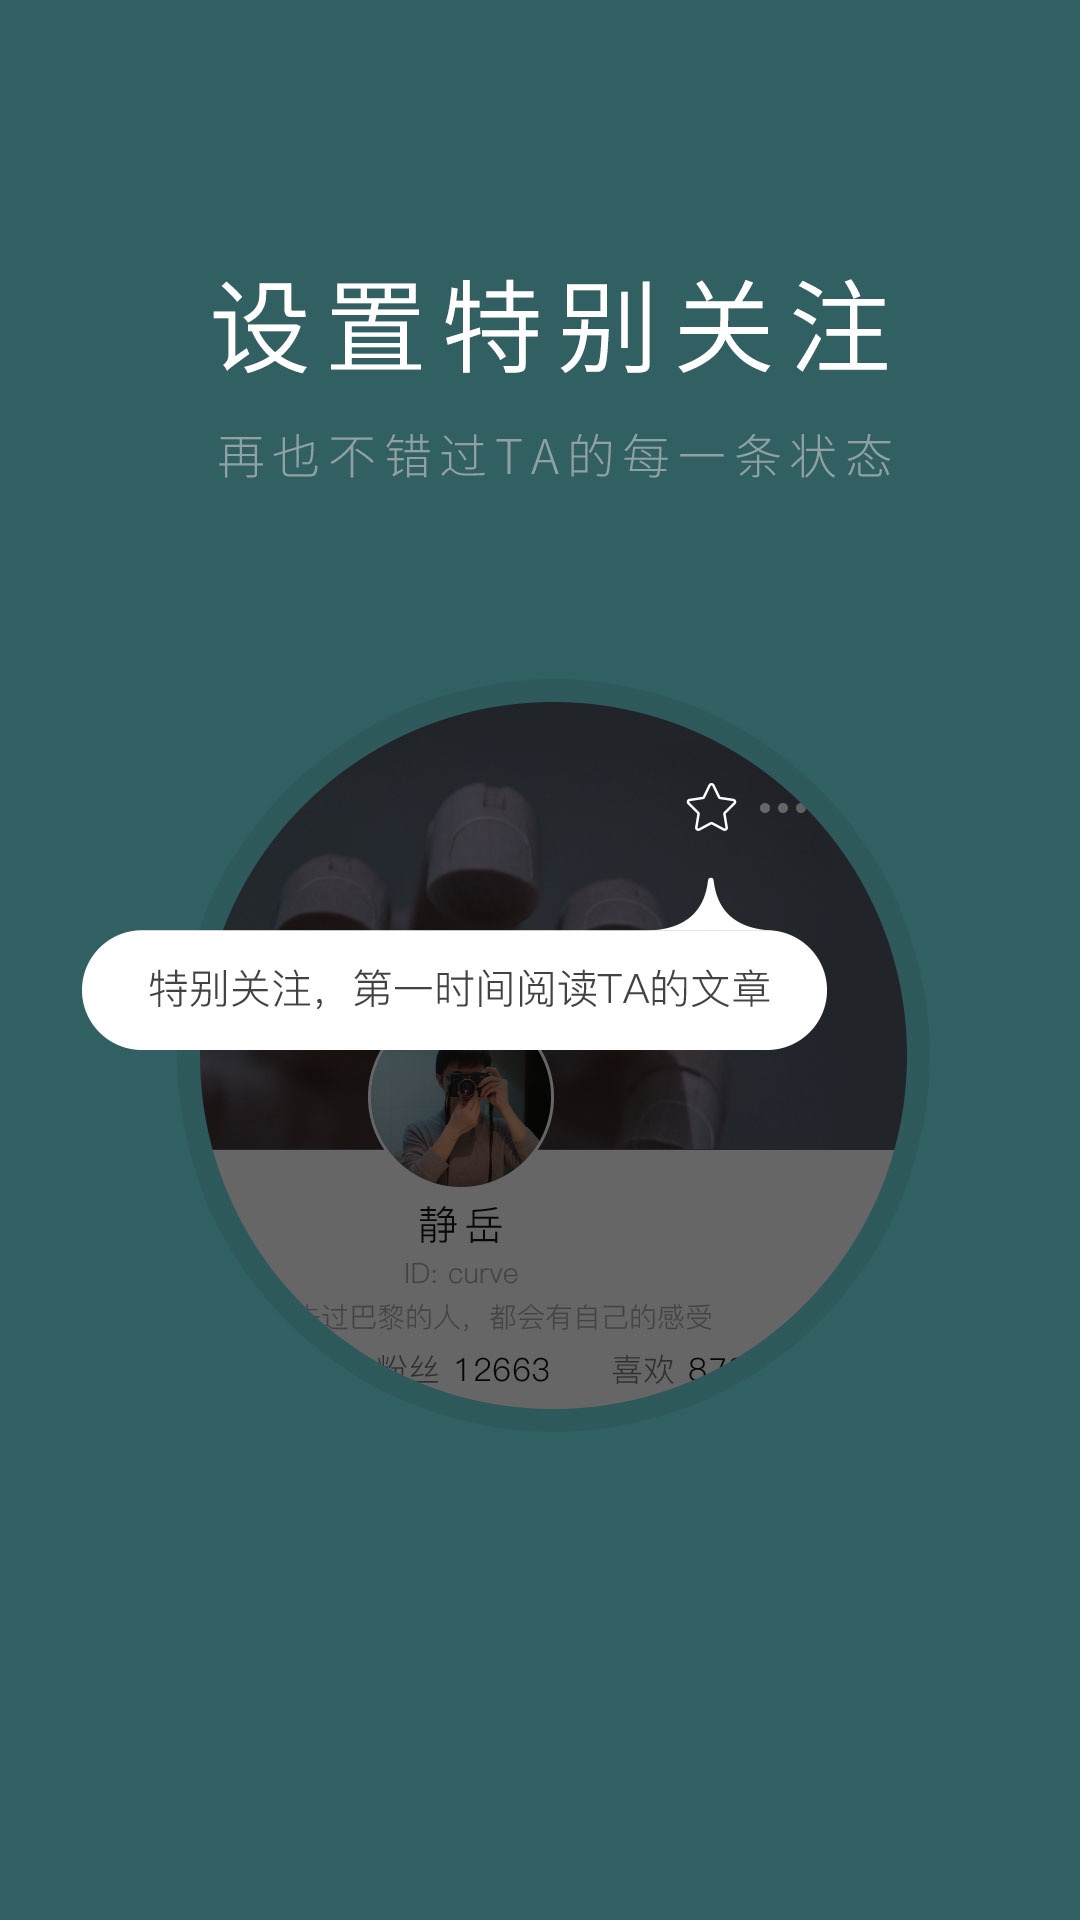 设置特别关注
再也不错过TA的每一条状态
特别关注，第一时间阅读TA的文章
静岳
ID: curve
过巴黎的人，都会有自己的感受
粉丝 12663 喜欢 87